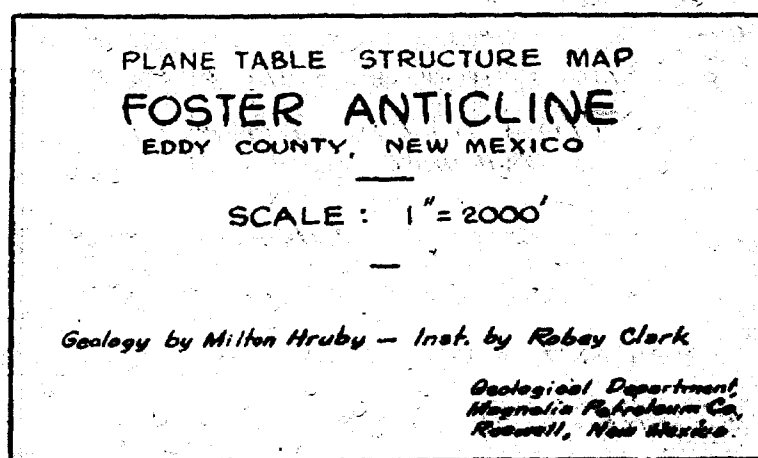 PLANE TABLE STRUCTURE MAP
FOSTER ANTICLINE
EDDY COUNTY, NEW MEXICO
SCALE : 1" = 2000'
Geology by Milton Hruby — Inst. by Robey Clark
Geological Department,
Magnolia Petroleum Co,
Roswell, New Mexico.